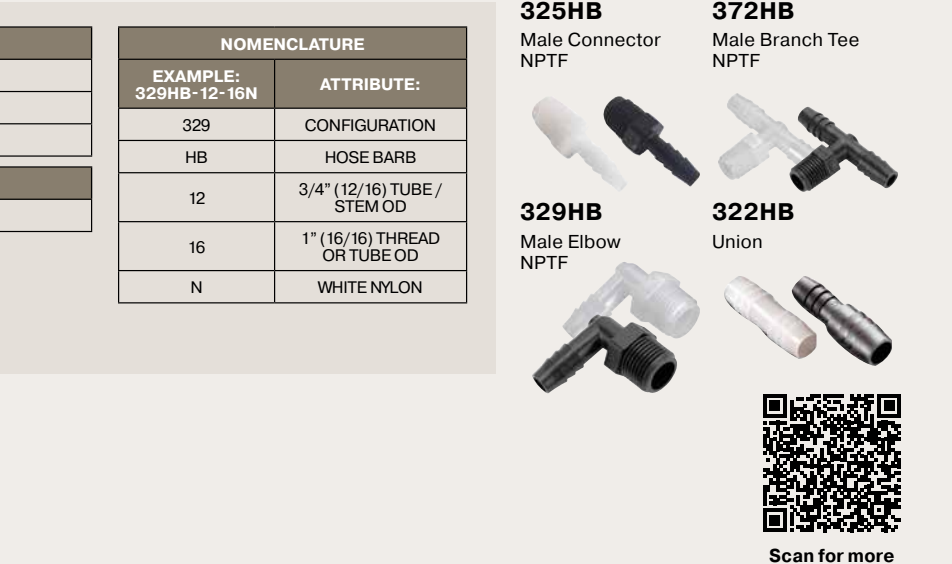 NOMENCLATURE
EXAMPLE:
329HB-12-16N
ATTRIBUTE:
329
CONFIGURATION
HB
HOSE BARB
12
3/4” (12/16) TUBE /
STEM OD
16
1” (16/16) THREAD
OR TUBE OD
N
WHITE NYLON
325HB
Male Connector
NPTF
372HB
Male Branch Tee
NPTF
329HB
Male Elbow
NPTF
322HB
Union
Scan for more